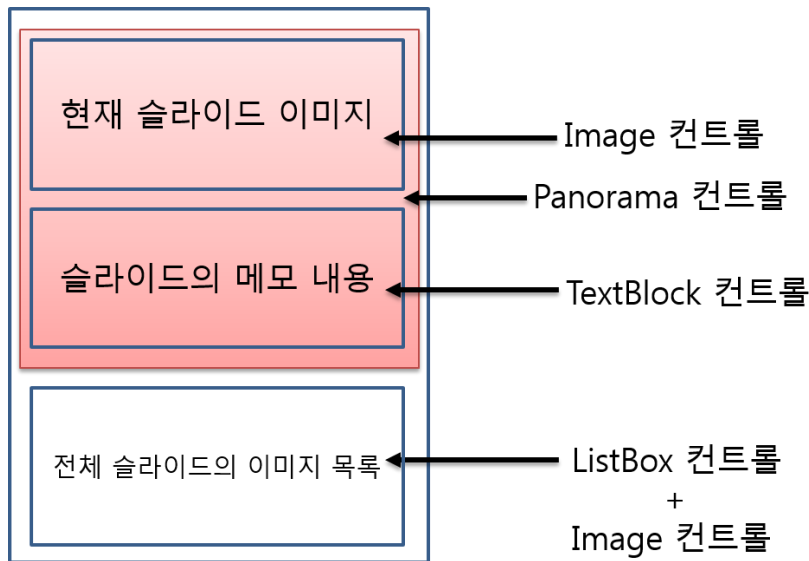 현재 슬라이드 이미지
Image 컨트롤
Panorama 컨트롤
슬라이드의 메모 내용
TextBlock 컨트롤
전체 슬라이드의 이미지 목록
ListBox 컨트롤
+
Image 컨트롤